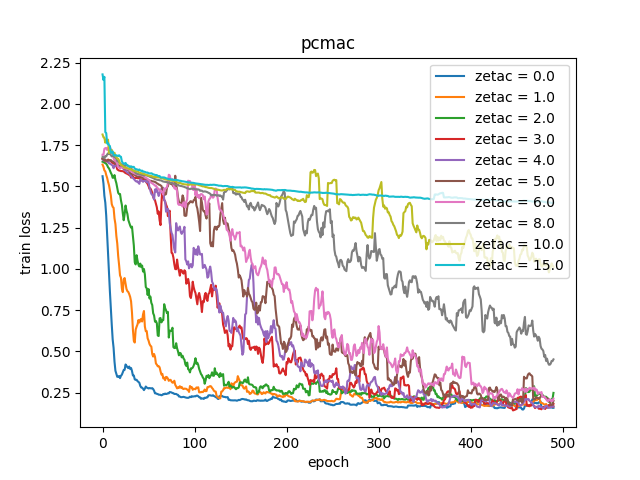 pcmac
train loss
2.25
2.00
1.75
1.50
1.25
1.00
0.75
0.50
0.25
zetac = 0.0
zetac = 1.0
zetac = 2.0
zetac = 3.0
zetac = 4.0
zetac = 5.0
zetac = 6.0
zetac = 8.0
zetac = 10.0
zetac = 15.0
0 100 200 300 400 500
epoch